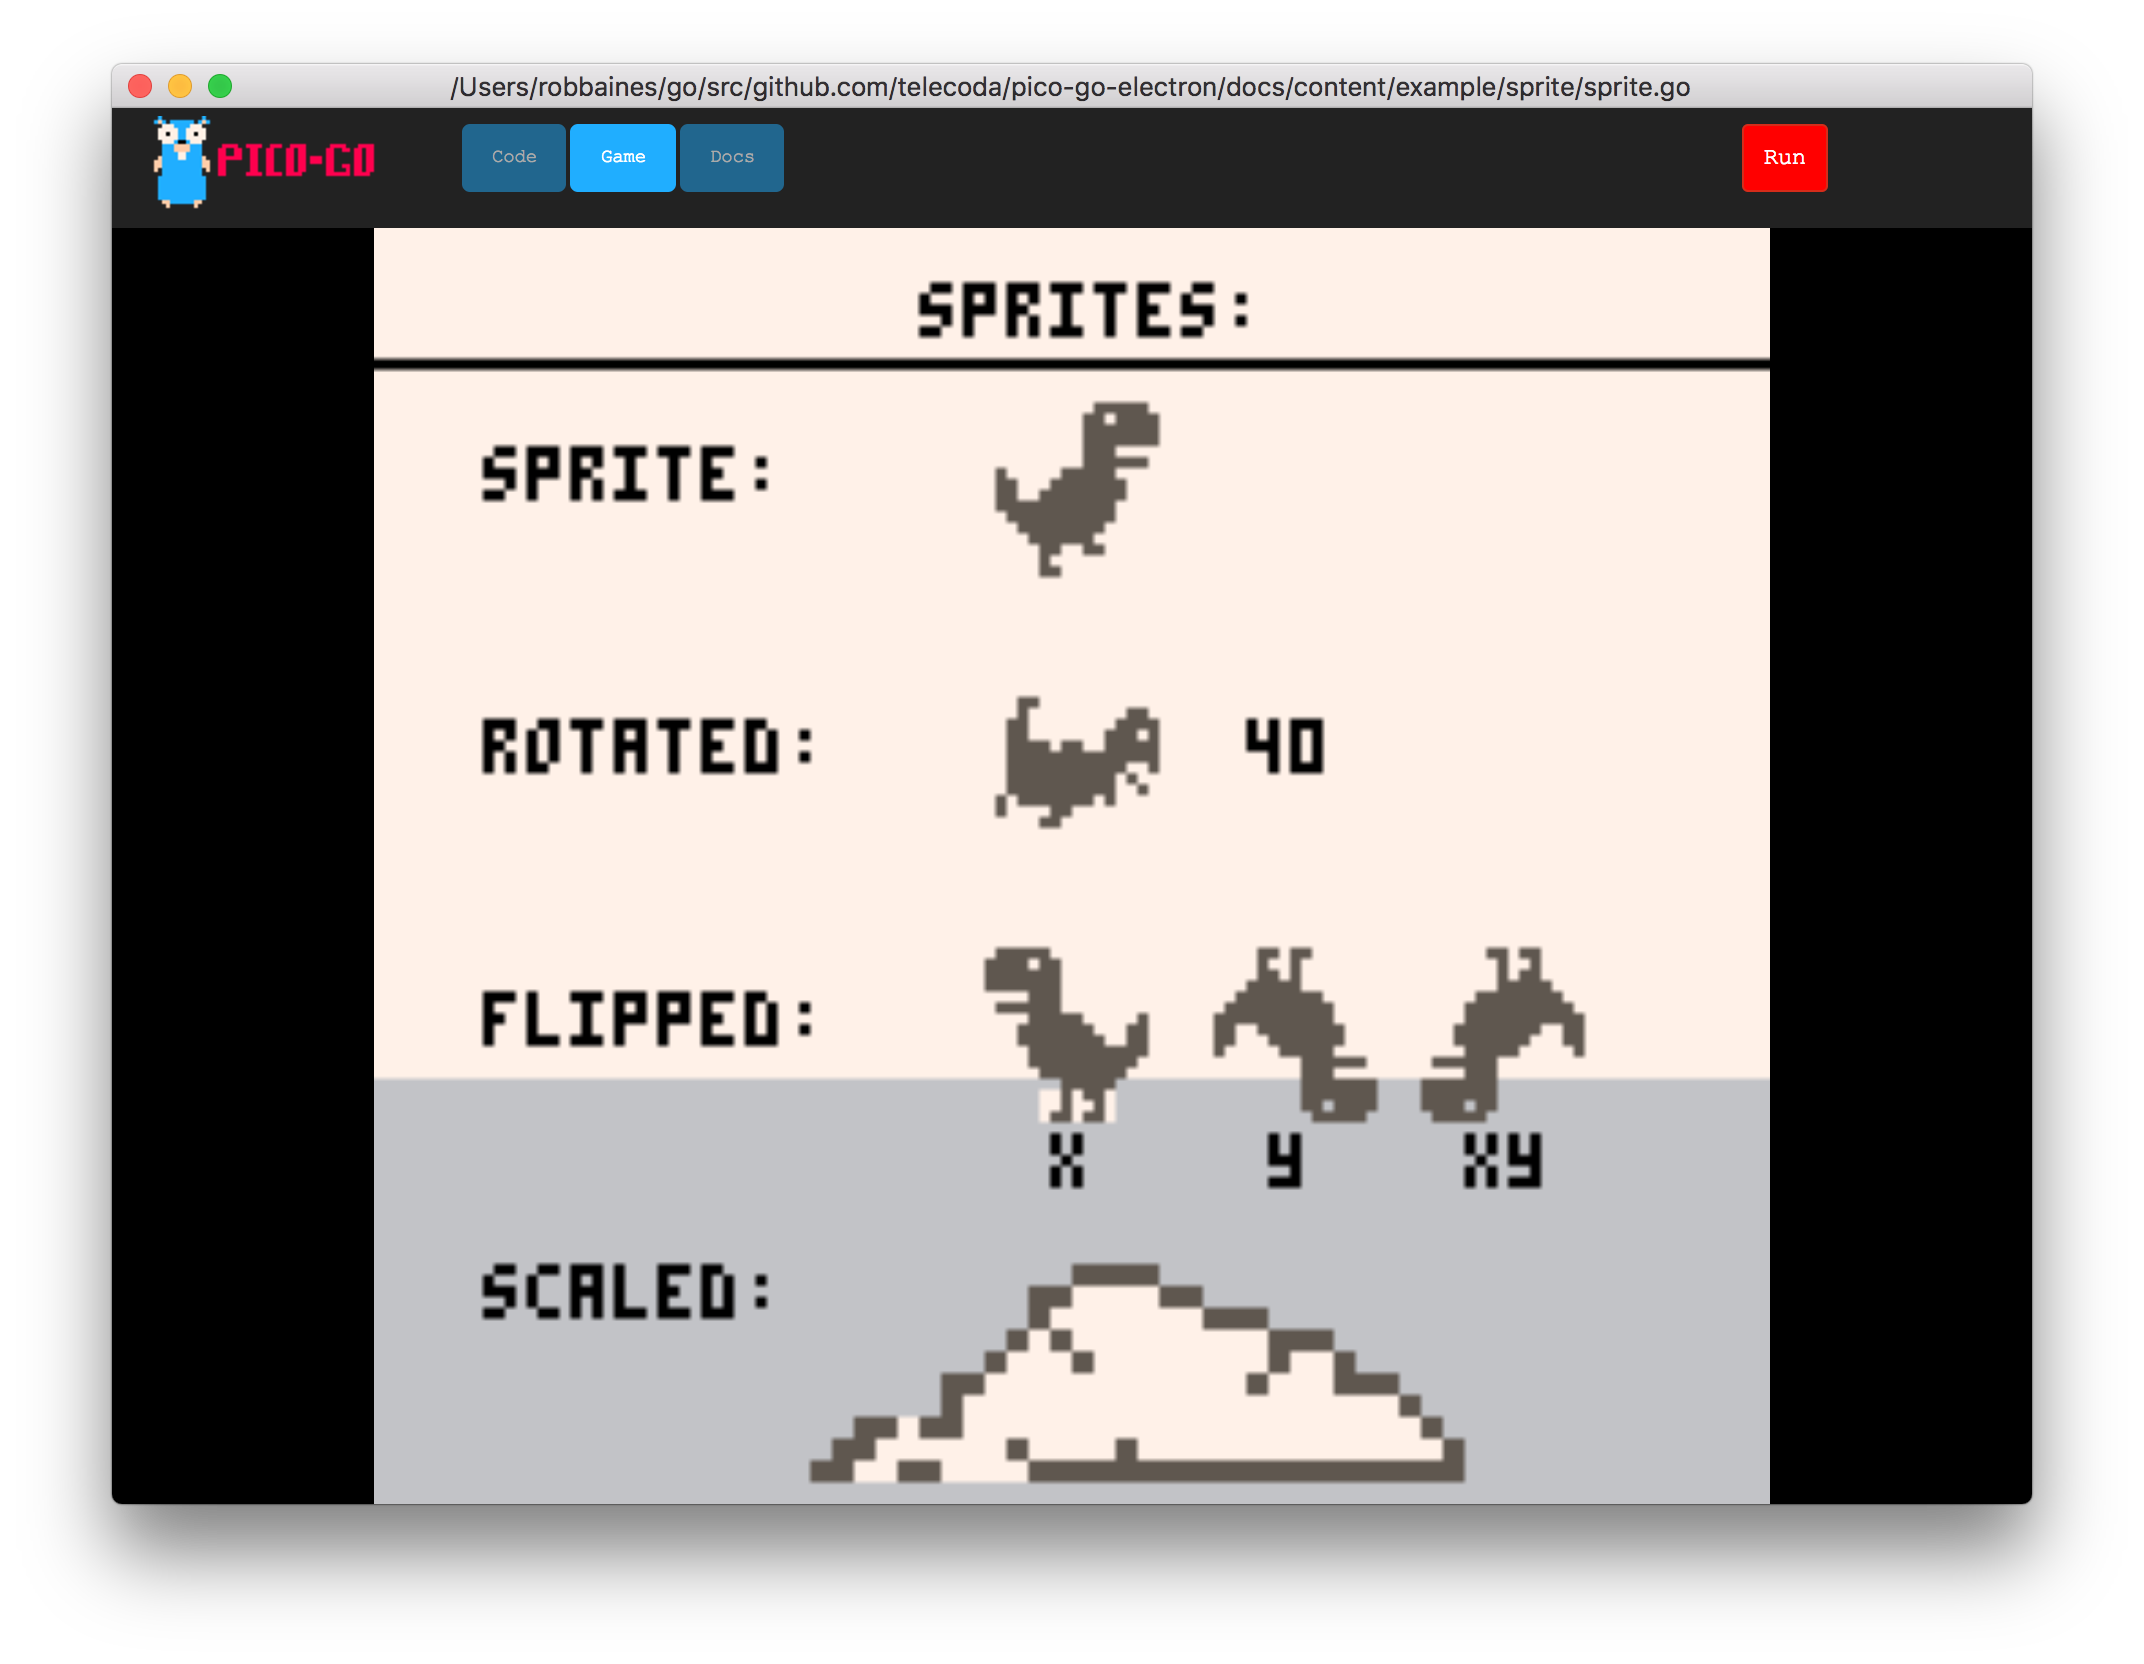 /Users/robbaines/go/src/github.com/telecoda/pico-go-electron/docs/content/example/sprite/sprite.go
PICO-GO
Code Game Docs Run
SPRITES:
SPRITE:
ROTATED: 40
FLIPPED:
X Y XY
SCALED: